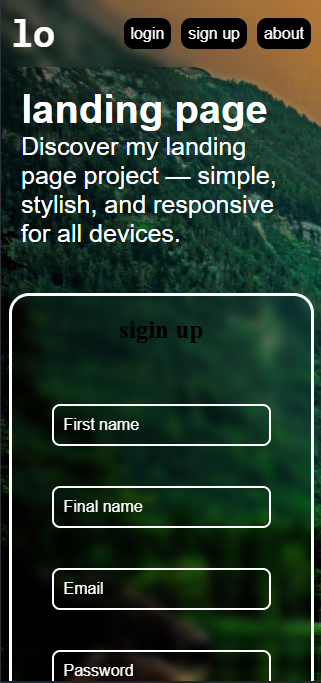 lo
login sign up about
landing page
Discover my landing
page project — simple,
stylish, and responsive
for all devices.
sigin up
First name
Final name
Email
Password